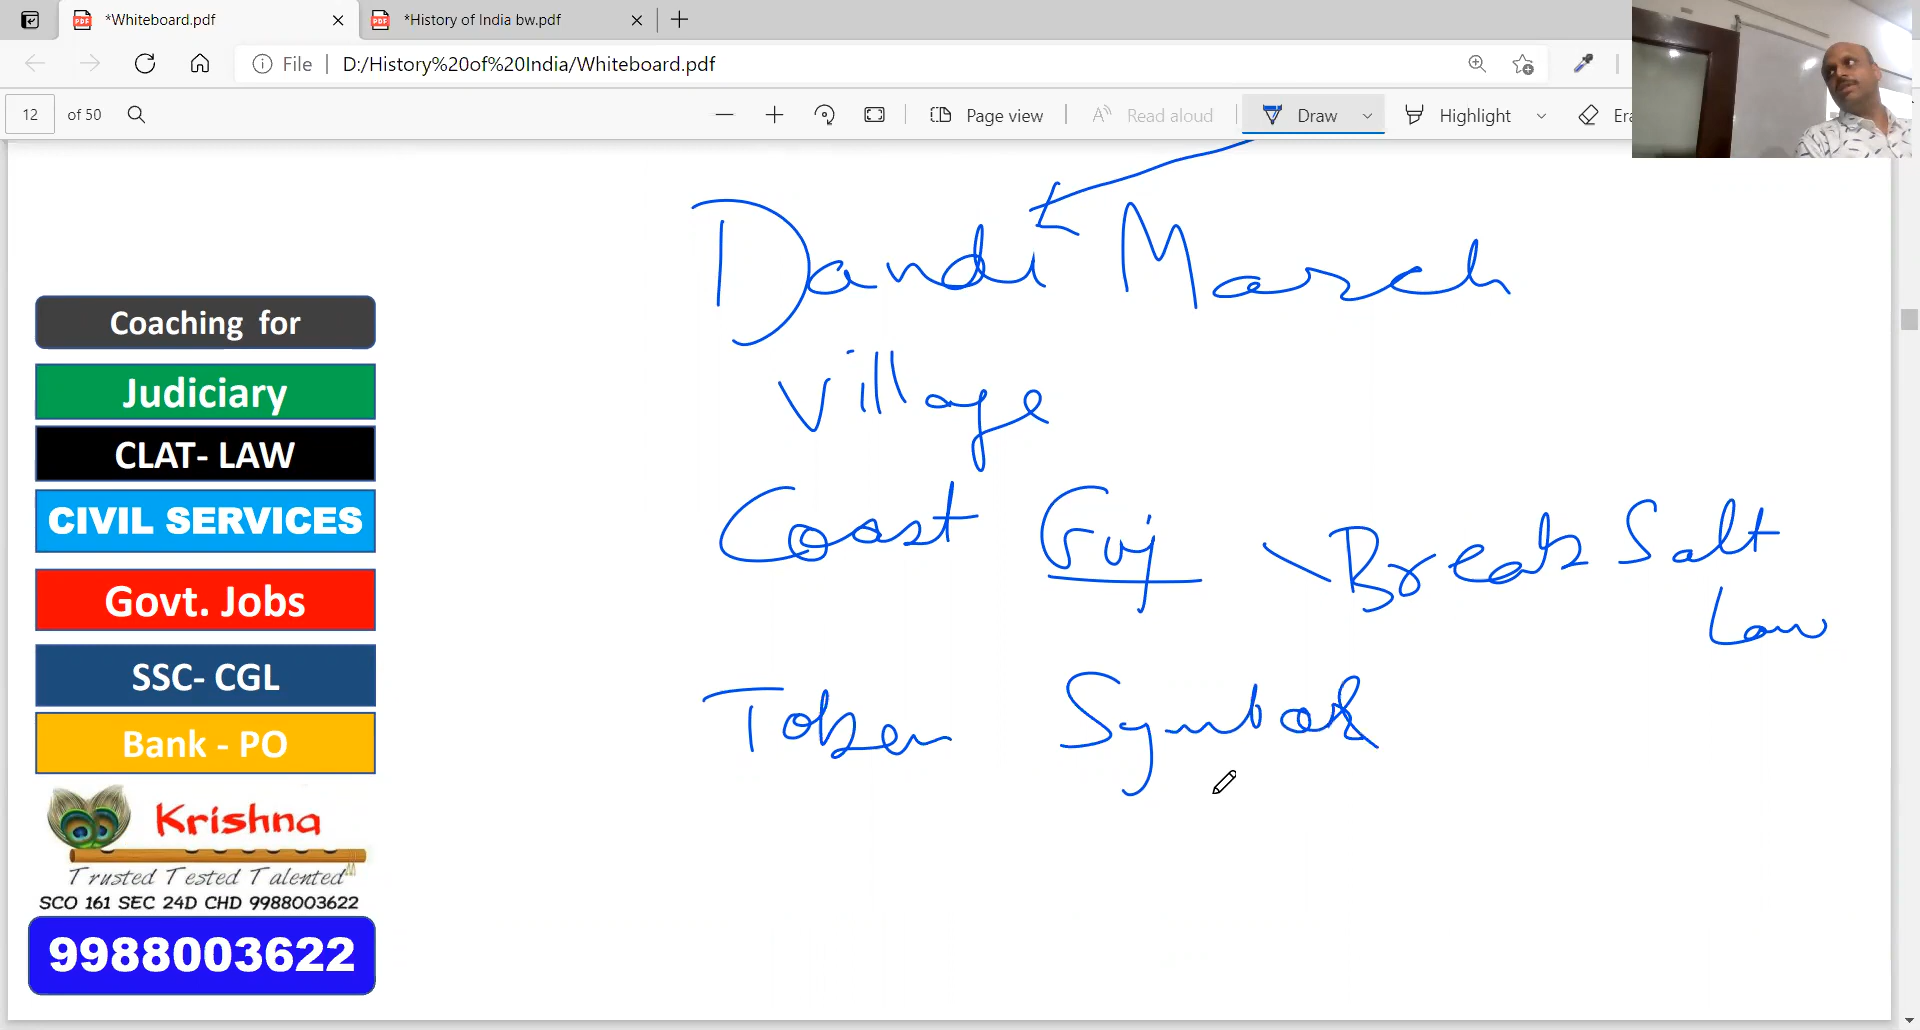 *Whiteboard.pdf
*History of India bw.pdf
File
D:/History%20of%20India/Whiteboard.pdf
12 of 50
Page view
Read aloud
Draw
Highlight
Era
Dandi March
Village
Coast Guj Break Salt
Law
Token Symbol
Coaching for
Judiciary
CLAT- LAW
CIVIL SERVICES
Govt. Jobs
SSC- CGL
Bank - PO
Krishna
Trusted Tested Talented
SCO 161 SEC 24D CHD 9988003622
9988003622